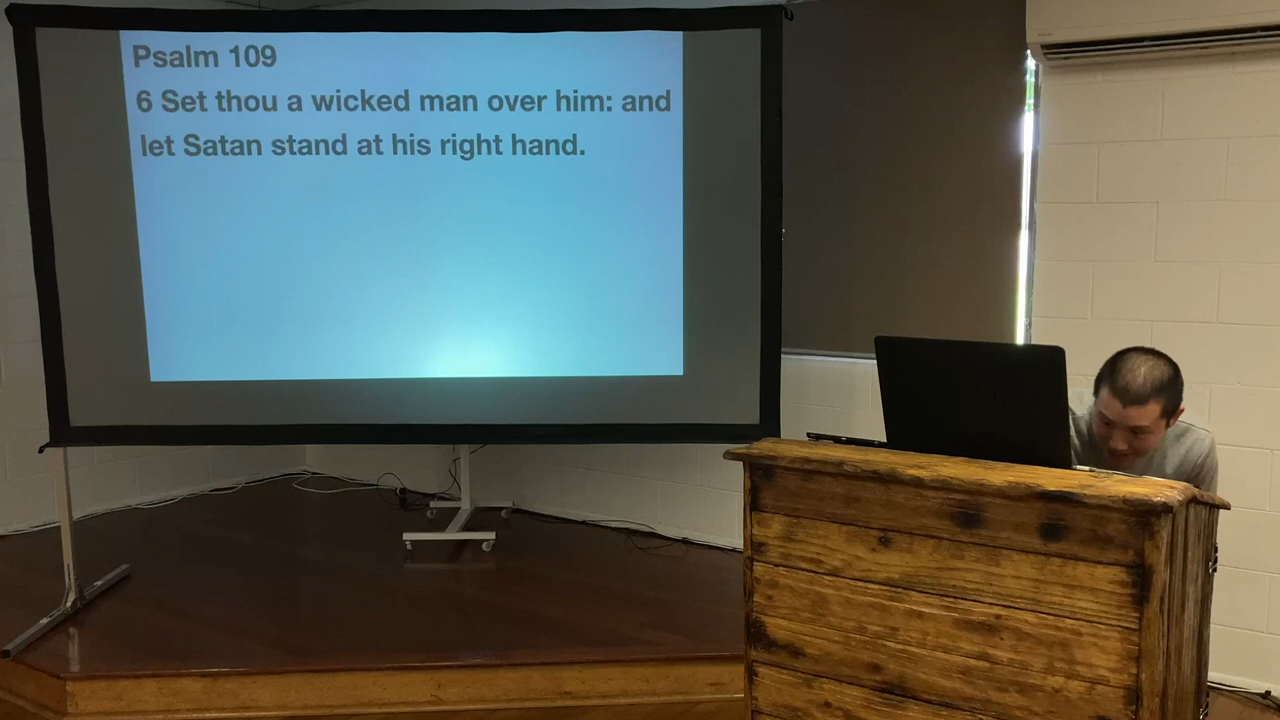 Psalm 109
6 Set thou a wicked man over him: and
let Satan stand at his right hand.